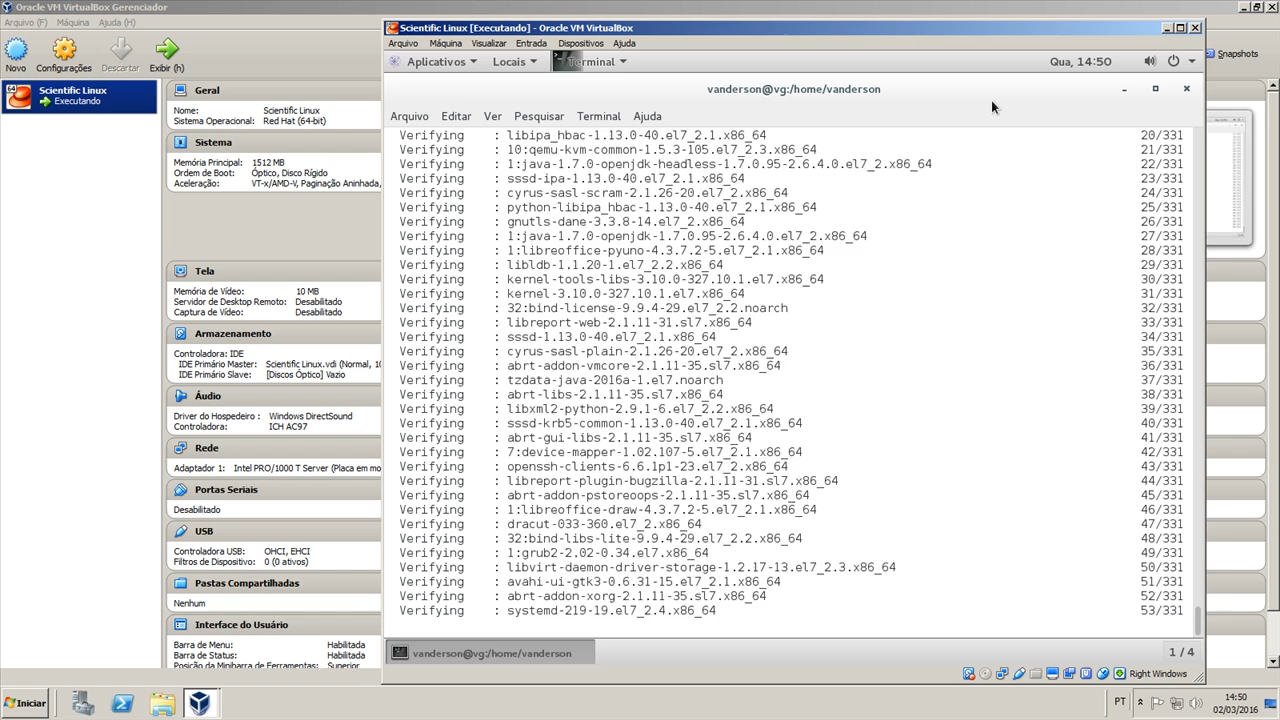 Oracle VM VirtualBox Gerenciador
Arquivo (F) Máquina Ajuda (H)
Novo Configurações Descartar Exibir (h)
Snapshots
64
Scientific Linux
Executando
Geral
Nome: Scientific Linux
Sistema Operacional: Red Hat (64-bit)
Sistema
Memória Principal: 1512 MB
Ordem de Boot: Óptico, Disco Rígido
Aceleração: VT-x/AMD-V, Paginação Aninhada,
Tela
Memória de Vídeo: 10 MB
Servidor de Desktop Remoto: Desabilitado
Captura de Vídeo: Desabilitado
Armazenamento
Controladora: IDE
IDE Primário Master: Scientific Linux.vdi (Normal, 10
IDE Primário Slave: [Discos Óptico] Vazio
Áudio
Driver do Hospedeiro : Windows DirectSound
Controladora: ICH AC97
Rede
Adaptador 1: Intel PRO/1000 T Server (Placa em mo
Portas Seriais
Desabilitado
USB
Controladora USB: OHCI, EHCI
Filtros de Dispositivo: 0 (0 ativos)
Pastas Compartilhadas
Nenhum
Interface do Usuário
Barra de Menu: Habilitada
Barra de Status: Habilitada
Posição da Minibarra de Ferramentas: Superior
Scientific Linux [Executando] - Oracle VM VirtualBox
Arquivo Máquina Visualizar Entrada Dispositivos Ajuda
Aplicativos Locais Terminal Qua, 14:50
vanderson@vg:/home/vanderson
Arquivo Editar Ver Pesquisar Terminal Ajuda
Verifying : libipa_hbac-1.13.0-40.el7_2.1.x86_64 20/331
Verifying : 10:qemu-kvm-common-1.5.3-105.el7_2.3.x86_64 21/331
Verifying : 1:java-1.7.0-openjdk-headless-1.7.0.95-2.6.4.0.el7_2.x86_64 22/331
Verifying : sssd-ipa-1.13.0-40.el7_2.1.x86_64 23/331
Verifying : cyrus-sasl-scram-2.1.26-20.el7_2.x86_64 24/331
Verifying : python-libipa_hbac-1.13.0-40.el7_2.1.x86_64 25/331
Verifying : gnutls-dane-3.3.8-14.el7_2.x86_64 26/331
Verifying : 1:java-1.7.0-openjdk-1.7.0.95-2.6.4.0.el7_2.x86_64 27/331
Verifying : 1:libreoffice-pyuno-4.3.7.2-5.el7_2.1.x86_64 28/331
Verifying : libldb-1.1.20-1.el7_2.2.x86_64 29/331
Verifying : kernel-tools-libs-3.10.0-327.10.1.el7.x86_64 30/331
Verifying : kernel-3.10.0-327.10.1.el7.x86_64 31/331
Verifying : 32:bind-license-9.9.4-29.el7_2.2.noarch 32/331
Verifying : libreport-web-2.1.11-31.sl7.x86_64 33/331
Verifying : sssd-1.13.0-40.el7_2.1.x86_64 34/331
Verifying : cyrus-sasl-plain-2.1.26-20.el7_2.x86_64 35/331
Verifying : abrt-addon-vmcore-2.1.11-35.sl7.x86_64 36/331
Verifying : tzdata-java-2016a-1.el7.noarch 37/331
Verifying : abrt-libs-2.1.11-35.sl7.x86_64 38/331
Verifying : libxml2-python-2.9.1-6.el7_2.2.x86_64 39/331
Verifying : sssd-krb5-common-1.13.0-40.el7_2.1.x86_64 40/331
Verifying : abrt-gui-libs-2.1.11-35.sl7.x86_64 41/331
Verifying : 7:device-mapper-1.02.107-5.el7_2.1.x86_64 42/331
Verifying : openssh-clients-6.6.1p1-23.el7_2.x86_64 43/331
Verifying : libreport-plugin-bugzilla-2.1.11-31.sl7.x86_64 44/331
Verifying : abrt-addon-pstoreoops-2.1.11-35.sl7.x86_64 45/331
Verifying : 1:libreoffice-draw-4.3.7.2-5.el7_2.1.x86_64 46/331
Verifying : dracut-033-360.el7_2.x86_64 47/331
Verifying : 32:bind-libs-lite-9.9.4-29.el7_2.2.x86_64 48/331
Verifying : 1:grub2-2.02-0.34.el7.x86_64 49/331
Verifying : libvirt-daemon-driver-storage-1.2.17-13.el7_2.3.x86_64 50/331
Verifying : avahi-ui-gtk3-0.6.31-15.el7_2.1.x86_64 51/331
Verifying : abrt-addon-xorg-2.1.11-35.sl7.x86_64 52/331
Verifying : systemd-219-19.el7_2.4.x86_64 53/331
vanderson@vg:/home/vanderson 1 / 4
Right Windows
Iniciar PT 14:50
02/03/2016